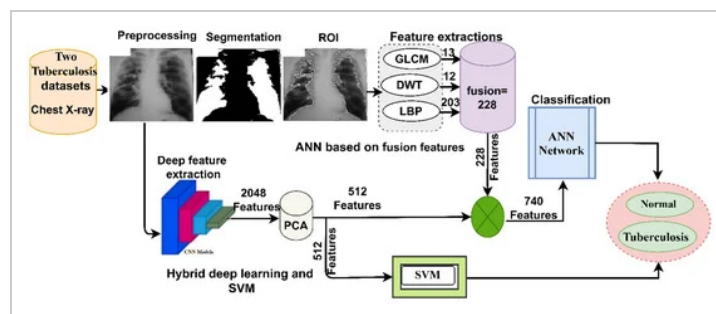 Two
Tuberculosis
datasets
Chest X-ray
Preprocessing
Segmentation
ROI
Feature extractions
GLCM
13
DWT
12
LBP
203
fusion=
228
ANN based on fusion features
228
Features
Classification
ANN
Network
Deep feature
extraction
CNN Models
2048
Features
PCA
512
Features
740
Features
Normal
Tuberculosis
512
Features
SVM
Hybrid deep learning and
SVM